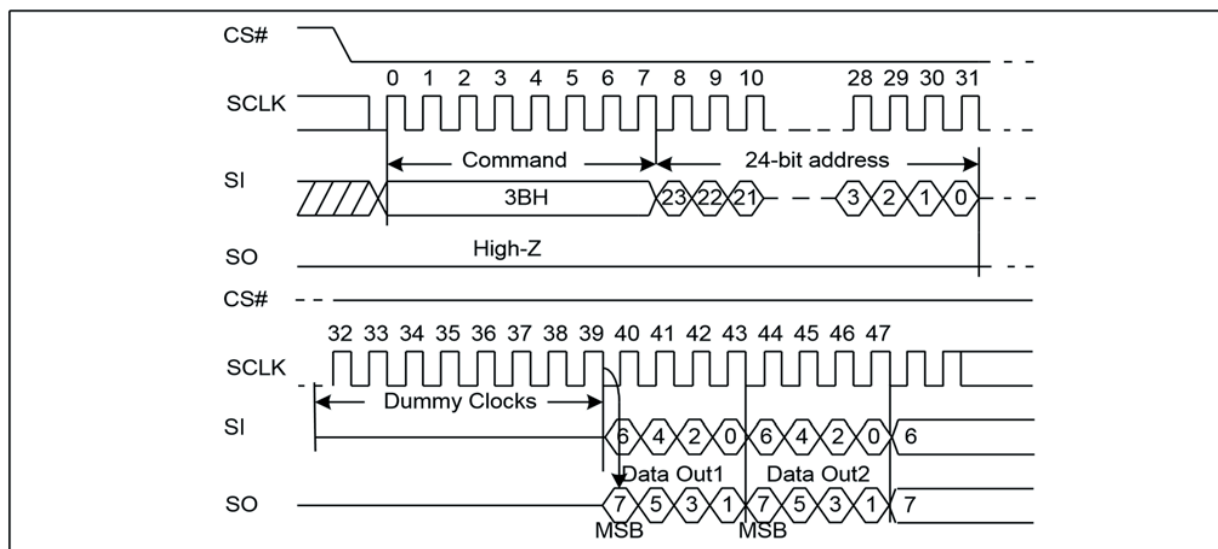 CS#
0 1 2 3 4 5 6 7 8 9 10 28 29 30 31
SCLK
Command 24-bit address
SI
3BH 23 22 21 3 2 1 0
High-Z
SO
CS#
32 33 34 35 36 37 38 39 40 41 42 43 44 45 46 47
SCLK
Dummy Clocks
SI
6 4 2 0 6 4 2 0 6
Data Out1 Data Out2
SO
7 5 3 1 7 5 3 1 7
MSB MSB